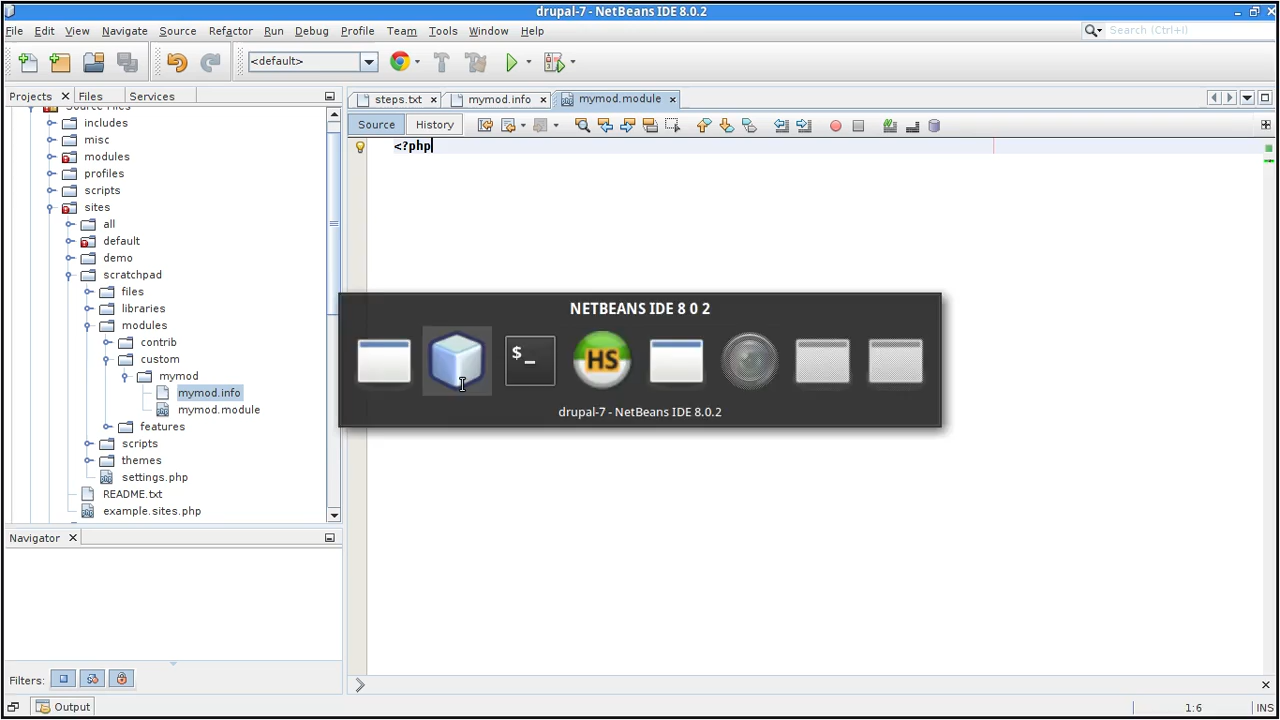 drupal-7 - NetBeans IDE 8.0.2
File Edit View Navigate Source Refactor Run Debug Profile Team Tools Window Help
Search (Ctrl+I)
<default>
Projects Files Services
steps.txt mymod.info mymod.module
Source History
<?php
includes
misc
modules
profiles
scripts
sites
all
default
demo
scratchpad
files
libraries
modules
contrib
custom
mymod
mymod.info
mymod.module
features
scripts
themes
settings.php
README.txt
example.sites.php
NETBEANS IDE 8 0 2
$_
HS
drupal-7 - NetBeans IDE 8.0.2
Navigator
Filters:
Output
1:6 INS